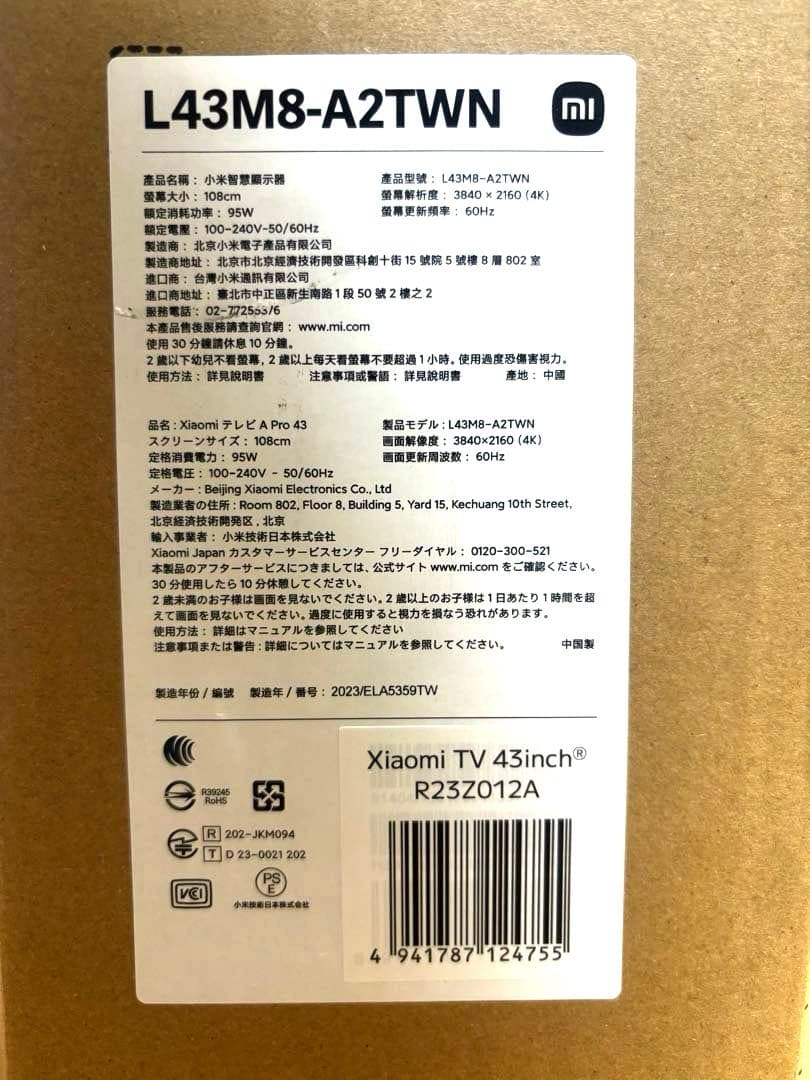 L43M8-A2TWN
mi
產品名稱：小米智慧顯示器 產品型號：L43M8-A2TWN
螢幕大小：108cm 螢幕解析度：3840 × 2160 (4K)
額定消耗功率：95W 螢幕更新頻率：60Hz
額定電壓：100-240V~50/60Hz
製造商：北京小米電子產品有限公司
製造商地址：北京市北京經濟技術開發區科創十街 15 號院 5 號樓 8 層 802 室
進口商：台灣小米通訊有限公司
進口商地址：臺北市中正區新生南路 1 段 50 號 2 樓之 2
服務電話：
本產品售後服務請查詢官網：www.mi.com
使用 30 分鐘請休息 10 分鐘。
2 歲以下幼兒不看螢幕，2 歲以上每天看螢幕不要超過 1 小時。使用過度恐傷害視力。
使用方法：詳見說明書 注意事項或警語：詳見說明書 產地：中國
品名：Xiaomi テレビ A Pro 43 製品モデル：L43M8-A2TWN
スクリーンサイズ：108cm 画面解像度：3840×2160 (4K)
定格消費電力：95W 画面更新周波数：60Hz
定格電圧：100-240V ~ 50/60Hz
メーカー：Beijing Xiaomi Electronics Co., Ltd
製造業者の住所：Room 802, Floor 8, Building 5, Yard 15, Kechuang 10th Street,
北京経済技術開発区，北京
輸入事業者：小米技術日本株式会社
Xiaomi Japan カスタマーサービスセンター フリーダイヤル：0120-300-521
本製品のアフターサービスにつきましては、公式サイト www.mi.com をご確認ください。
30 分使用したら 10 分休憩してください。
2 歳未満のお子様は画面を見ないでください。2 歳以上のお子様は 1 日あたり 1 時間を超
えて画面を見ないでください。過度に使用すると視力を損なう恐れがあります。
使用方法：詳細はマニュアルを参照してください
注意事項または警告：詳細についてはマニュアルを参照してください。 中国製
製造年份 / 編號 製造年 / 番号：2023/ELA5359TW
Xiaomi TV 43inch®
R23Z012A
R39245
RoHS
R 202-JKM094
T D 23-0021 202
VCI
PS
E
小米技術日本株式会社
4 941787 124755